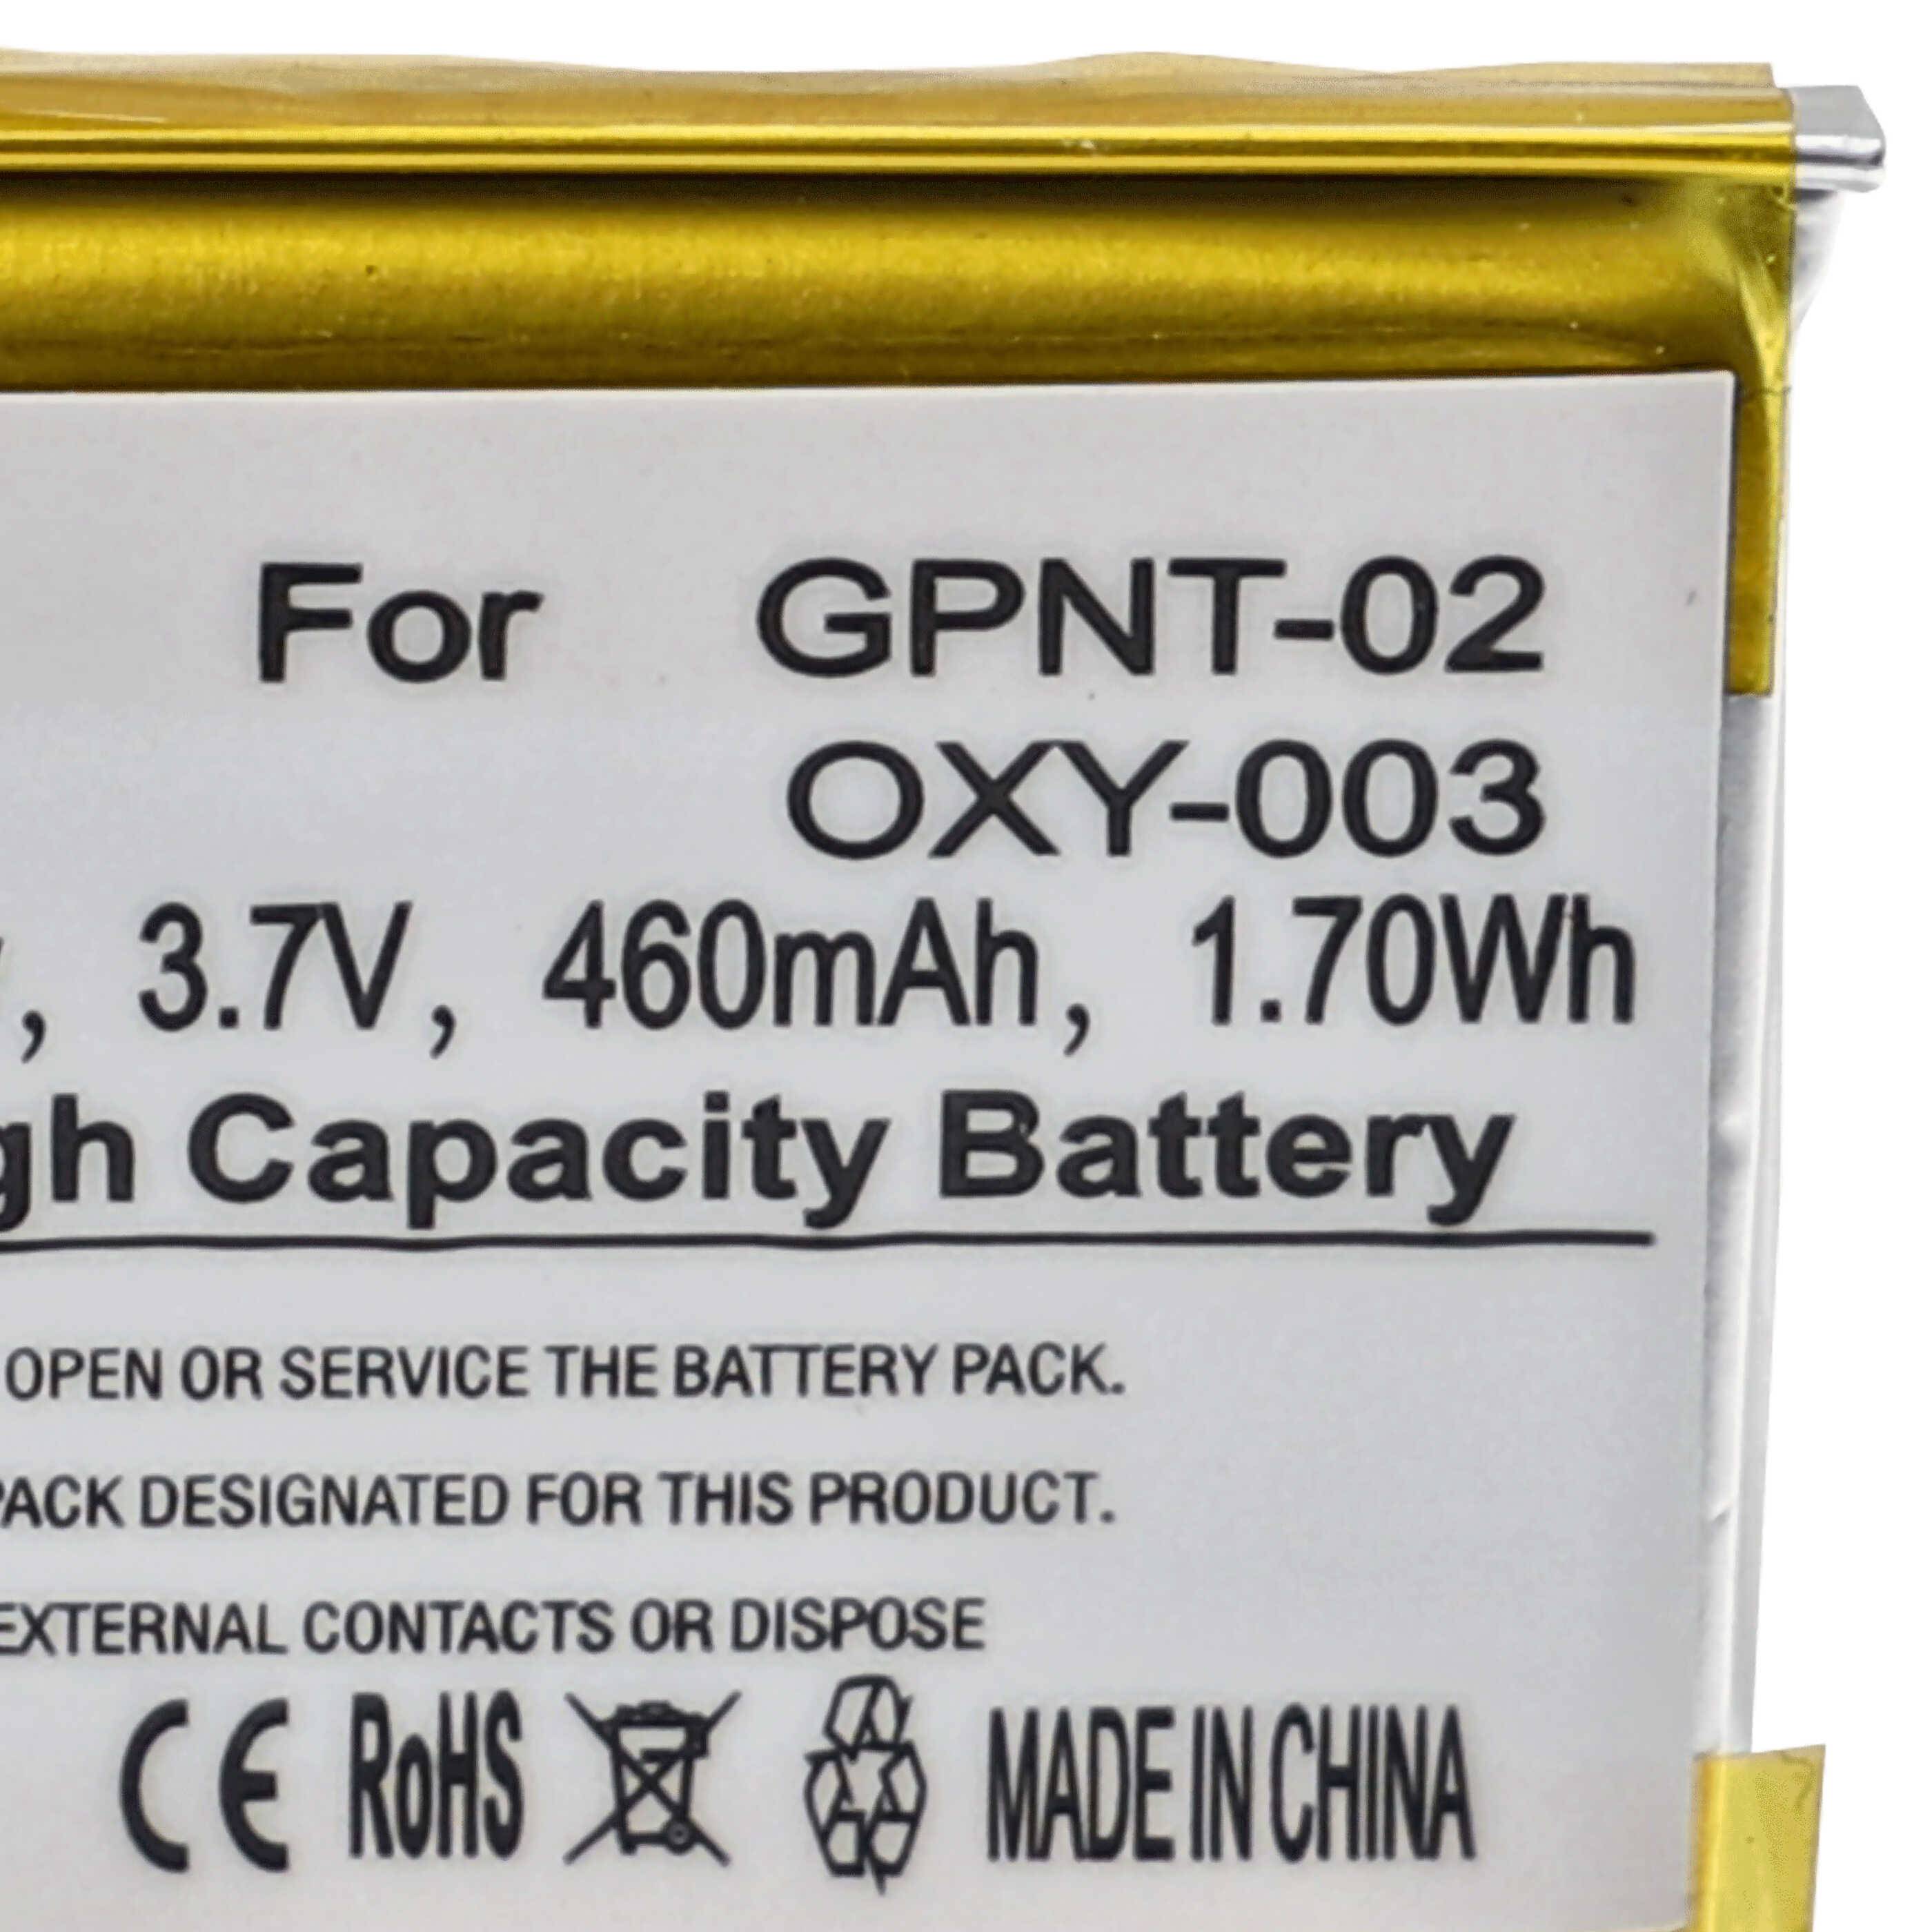 For GPNT-02
OXY-003
, 3.7V, 460mAh, 1.70Wh
Capacity Battery
OPEN OR SERVICE THE BATTERY PACK.
PACK DESIGNATED FOR THIS PRODUCT.
EXTERNAL CONTACTS OR DISPOSE
CE RoHS MADE IN CHINA